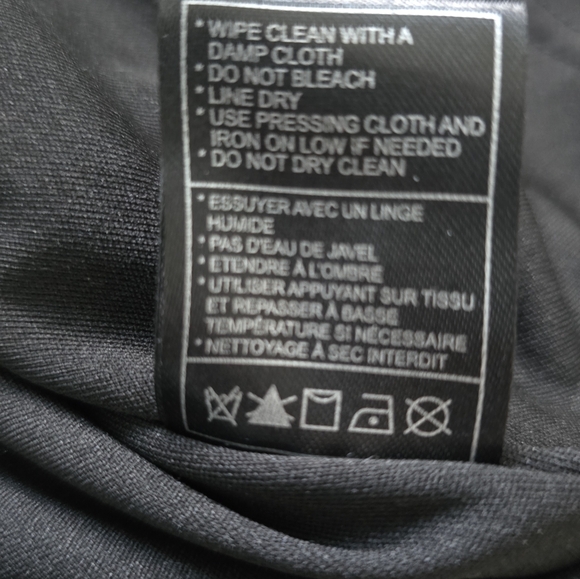 * WIPE CLEAN WITH A
DAMP CLOTH
* DO NOT BLEACH
* LINE DRY
* USE PRESSING CLOTH AND
IRON ON LOW IF NEEDED
* DO NOT DRY CLEAN
* ESSUYER AVEC UN LINGE
HUMIDE
* PAS D'EAU DE JAVEL
* ETENDRE À L'OMBRE
* UTILISER APPUYANT SUR TISSU
ET REPASSER À BASSE
TEMPÉRATURE SI NÉCESSAIRE
* NETTOYAGE À SEC INTERDIT